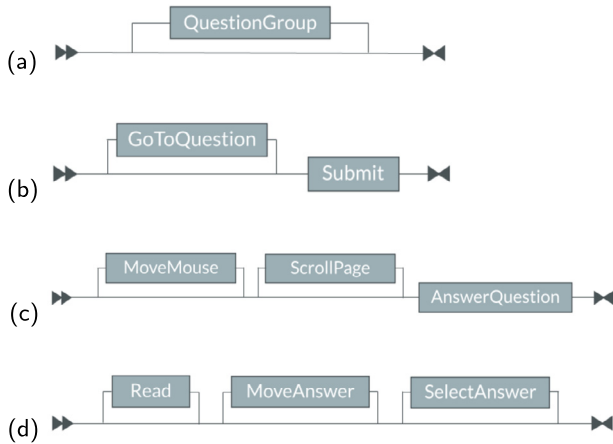 QuestionGroup
(a)
GoToQuestion
(b) Submit
MoveMouse ScrollPage
(c) AnswerQuestion
Read MoveAnswer SelectAnswer
(d)